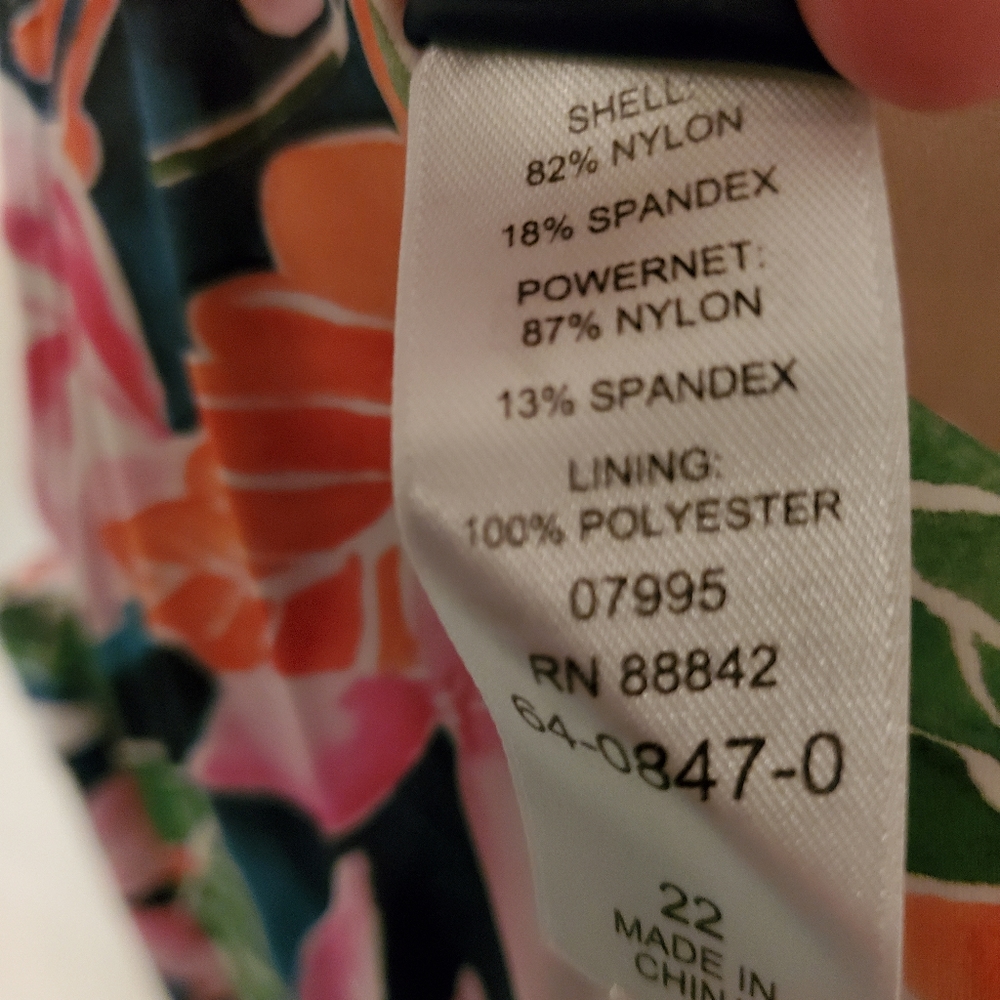 SHELL:
82% NYLON
18% SPANDEX
POWERNET:
87% NYLON
13% SPANDEX
LINING:
100% POLYESTER
07995
RN 88842
64-0847-0
22
MADE IN
CHINA